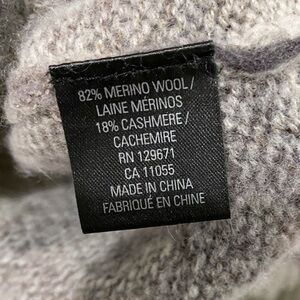 82% MERINO WOOL /
LAINE MÉRINOS
18% CASHMERE /
CACHEMIRE
RN 129671
CA 11055
MADE IN CHINA
FABRIQUÉ EN CHINE